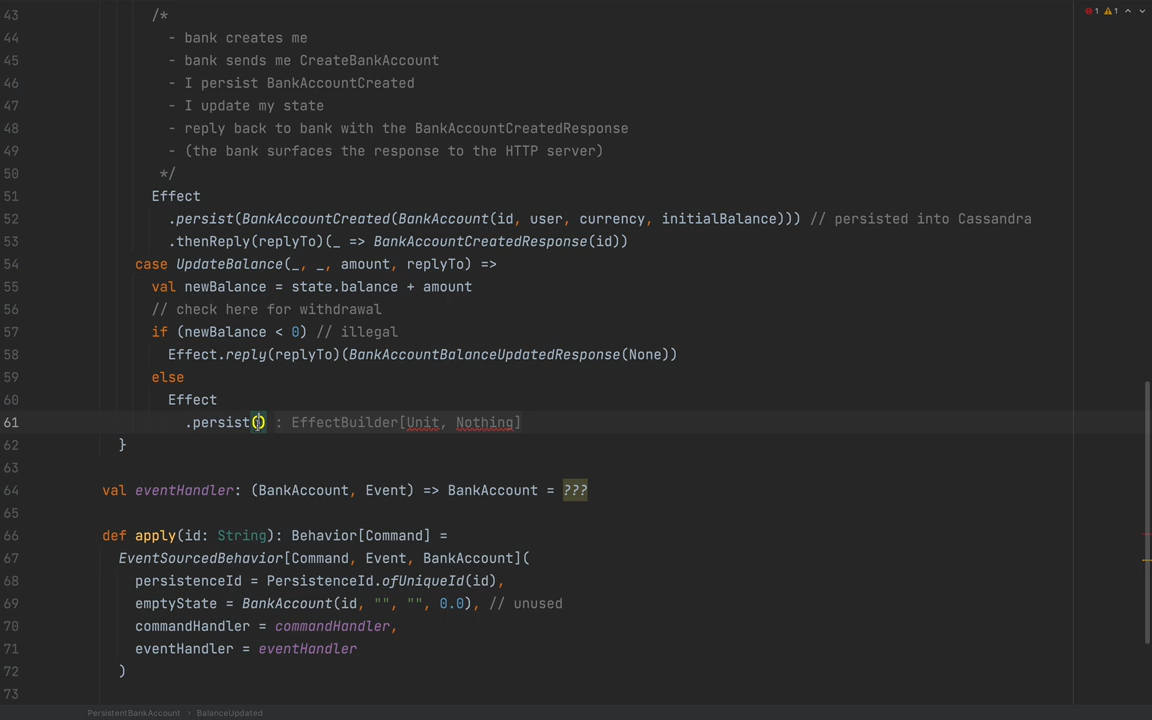 43 /*
44 - bank creates me
45 - bank sends me CreateBankAccount
46 - I persist BankAccountCreated
47 - I update my state
48 - reply back to bank with the BankAccountCreatedResponse
49 - (the bank surfaces the response to the HTTP server)
50 */
51 Effect
52 .persist(BankAccountCreated(BankAccount(id, user, currency, initialBalance))) // persisted into Cassandra
53 .thenReply(replyTo)(_ => BankAccountCreatedResponse(id))
54 case UpdateBalance(_, _, amount, replyTo) =>
55 val newBalance = state.balance + amount
56 // check here for withdrawal
57 if (newBalance < 0) // illegal
58 Effect.reply(replyTo)(BankAccountBalanceUpdatedResponse(None))
59 else
60 Effect
61 .persist() : EffectBuilder[Unit, Nothing]
62 }
63
64 val eventHandler: (BankAccount, Event) => BankAccount = ???
65
66 def apply(id: String): Behavior[Command] =
67 EventSourcedBehavior[Command, Event, BankAccount](
68 persistenceId = PersistenceId.ofUniqueId(id),
69 emptyState = BankAccount(id, "", "", 0.0), // unused
70 commandHandler = commandHandler,
71 eventHandler = eventHandler
72 )
73
1 1
PersistentBankAccount › BalanceUpdated